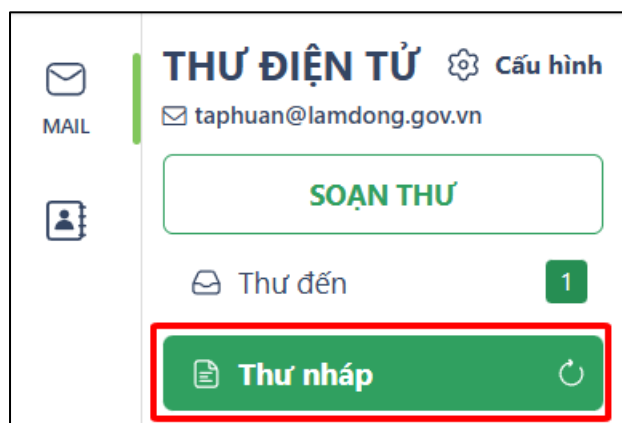 THƯ ĐIỆN TỬ Cấu hình
MAIL
taphuan@lamdong.gov.vn
SOẠN THƯ
Thư đến 1
Thư nháp